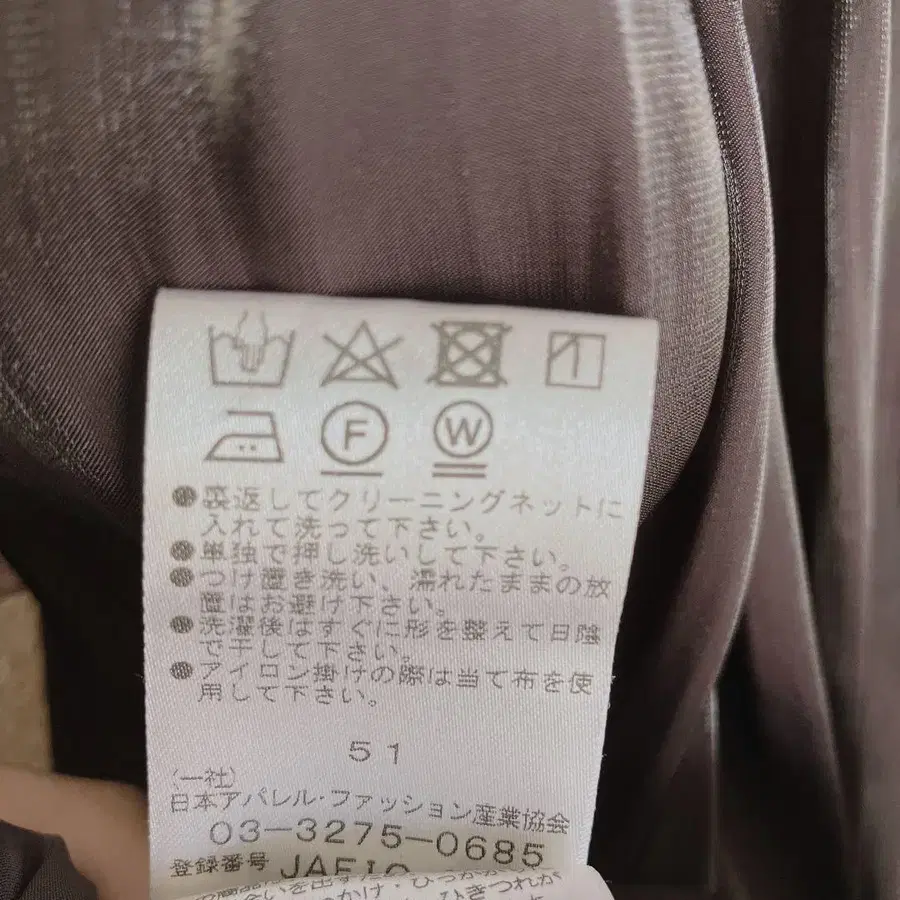 F W
●裏返してクリーニングネットに
入れて洗って下さい。
●単独で押し洗いして下さい。
●つけ置き洗い、濡れたままの放
置はお避け下さい。
●洗濯後はすぐに形を整えて日陰
で干して下さい。
●アイロン掛けの際は当て布を使
用して下さい。
51
(一社)
日本アパレル・ファッション産業協会
03-3275-0685
登録番号 JAFIC
ひきつれが